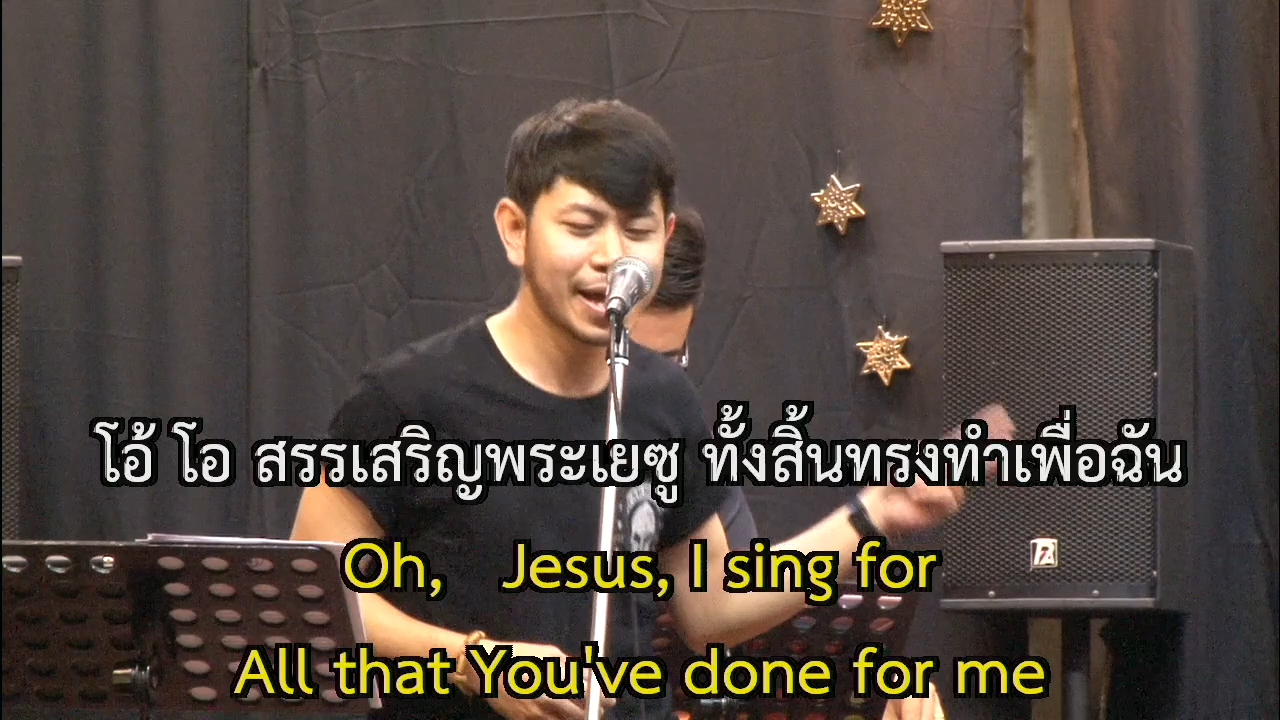 โอ้ โอ สรรเสริญพระเยซู ทั้งสิ้นทรงทำเพื่อฉัน
Oh, Jesus, I sing for
All that You've done for me